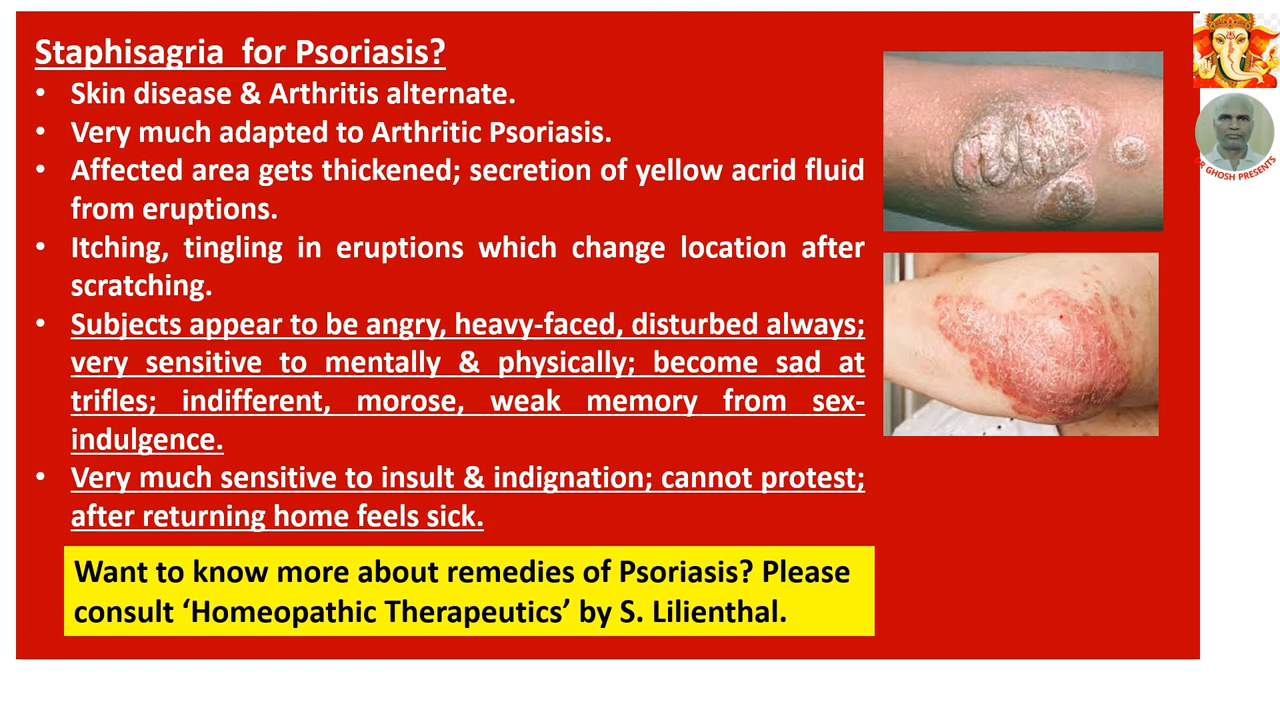 Staphisagria for Psoriasis?
• Skin disease & Arthritis alternate.
• Very much adapted to Arthritic Psoriasis.
• Affected area gets thickened; secretion of yellow acrid fluid
from eruptions.
• Itching, tingling in eruptions which change location after
scratching.
• Subjects appear to be angry, heavy-faced, disturbed always;
very sensitive to mentally & physically; become sad at
trifles; indifferent, morose, weak memory from sex-
indulgence.
• Very much sensitive to insult & indignation; cannot protest;
after returning home feels sick.
Want to know more about remedies of Psoriasis? Please
consult ‘Homeopathic Therapeutics’ by S. Lilienthal.
DR GHOSH PRESENTS